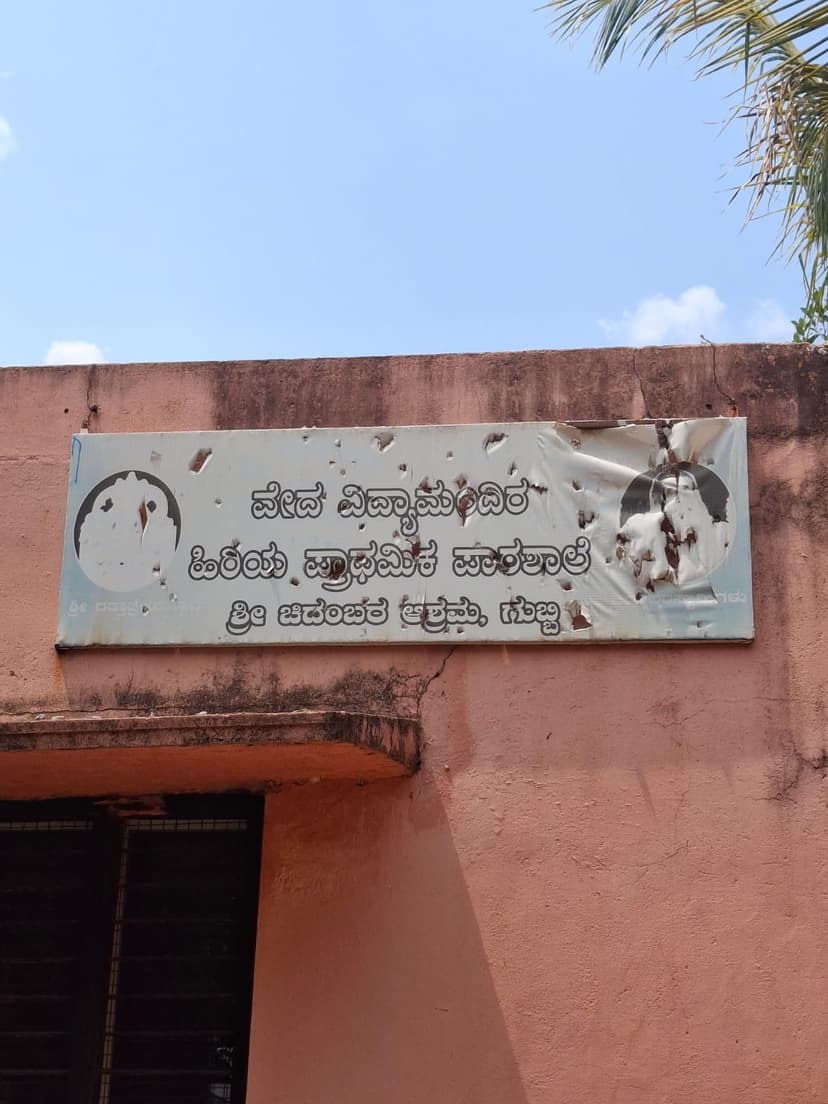 ವೇದ ವಿದ್ಯಾಮಂದಿರ
ಹಿರಿಯ ಪ್ರಾಥಮಿಕ ಪಾಠಶಾಲೆ
ಶ್ರೀ ಚಿದಂಬರ ಆಶ್ರಮ, ಗುಬ್ಬಿ
ಶ್ರೀ